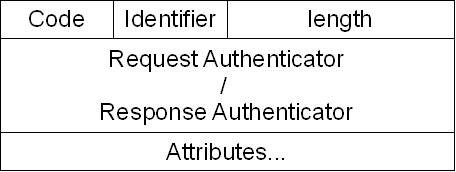 Code Identifier length
Request Authenticator
/
Response Authenticator
Attributes...